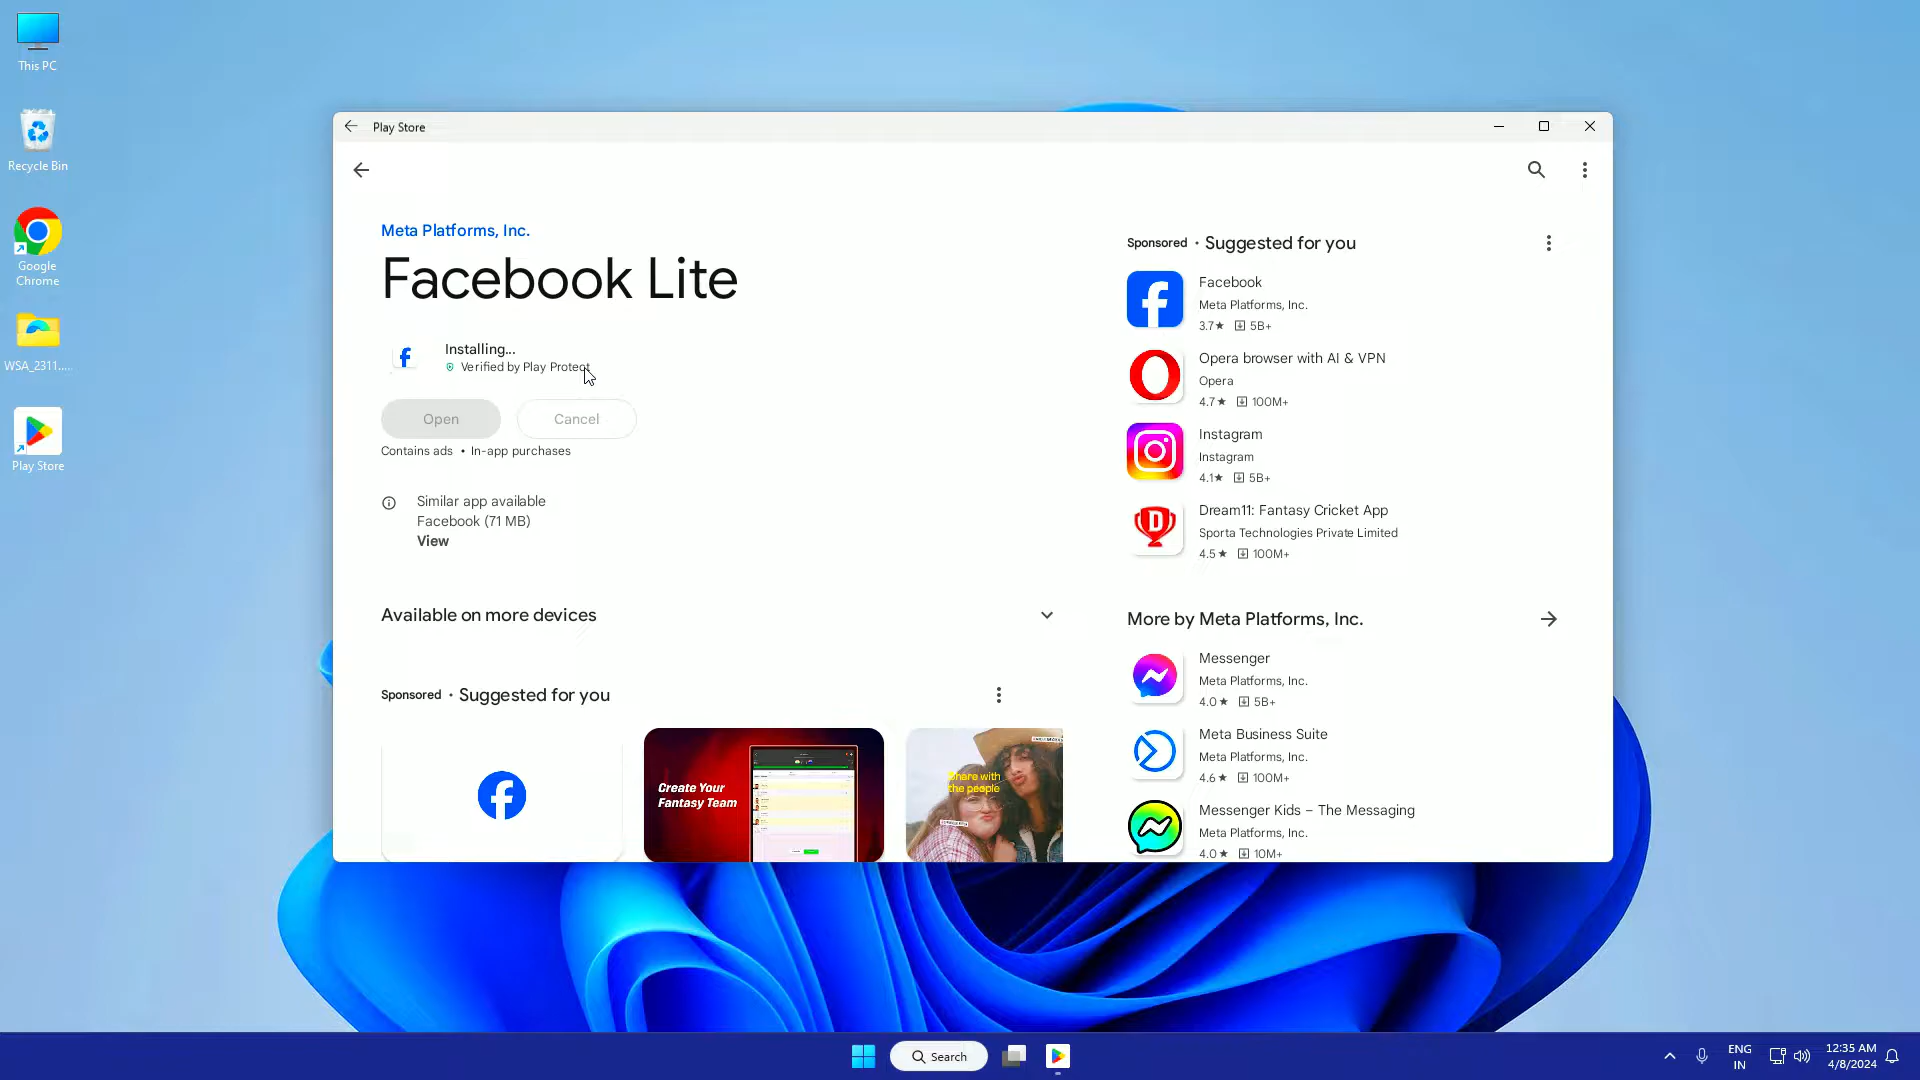 This PC
Recycle Bin
Google
Chrome
WSA_2311.....
Play Store
Play Store
Meta Platforms, Inc.
Facebook Lite
Installing...
Verified by Play Protect
Open
Cancel
Contains ads • In-app purchases
Similar app available
Facebook (71 MB)
View
Available on more devices
Sponsored • Suggested for you
Create Your
Fantasy Team
Share with
the people
Sponsored • Suggested for you
Facebook
Meta Platforms, Inc.
3.7★ 5B+
Opera browser with AI & VPN
Opera
4.7★ 100M+
Instagram
Instagram
4.1★ 5B+
Dream11: Fantasy Cricket App
Sporta Technologies Private Limited
4.5★ 100M+
More by Meta Platforms, Inc.
Messenger
Meta Platforms, Inc.
4.0★ 5B+
Meta Business Suite
Meta Platforms, Inc.
4.6★ 100M+
Messenger Kids – The Messaging
Meta Platforms, Inc.
4.0★ 10M+
Search
ENG
IN
12:35 AM
4/8/2024